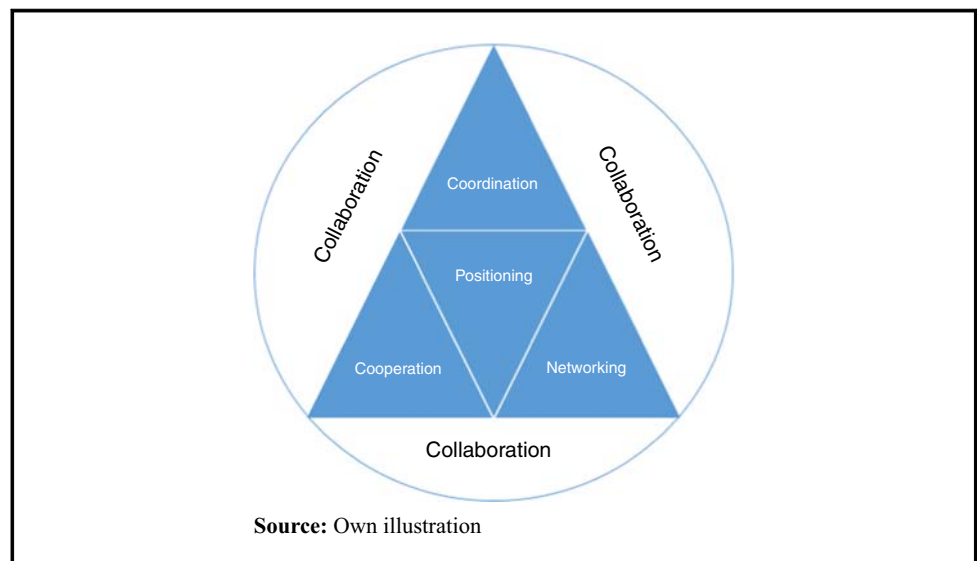 Collaboration
Collaboration
Coordination
Positioning
Cooperation
Networking
Collaboration
Source: Own illustration